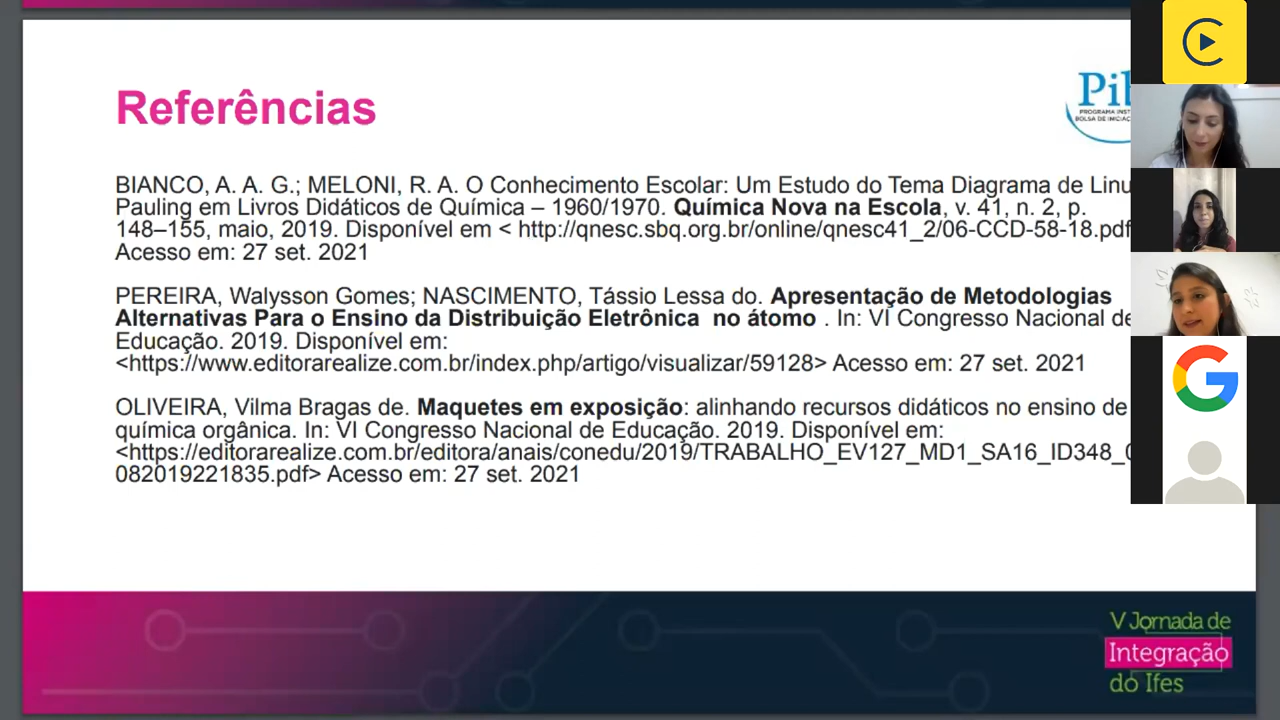 Referências
PROGRAMA
BOLSA DE
BIANCO, A. A. G.; MELONI, R. A. O Conhecimento Escolar: Um Estudo do Tema Diagrama de
Pauling em Livros Didáticos de Química – 1960/1970. Química Nova na Escola, v. 41, n. 2, p.
148–155, maio, 2019. Disponível em < http://qnesc.sbq.org.br/online/qnesc41_2/06-CCD-58-18.pdf
Acesso em: 27 set. 2021
PEREIRA, Walysson Gomes; NASCIMENTO, Tássio Lessa do. Apresentação de Metodologias
Alternativas Para o Ensino da Distribuição Eletrônica no átomo . In: VI Congresso Nacional de
Educação. 2019. Disponível em:
<https://www.editorarealize.com.br/index.php/artigo/visualizar/59128> Acesso em: 27 set. 2021
OLIVEIRA, Vilma Bragas de. Maquetes em exposição: alinhando recursos didáticos no ensino de
química orgânica. In: VI Congresso Nacional de Educação. 2019. Disponível em:
<https://editorarealize.com.br/editora/anais/conedu/2019/TRABALHO_EV127_MD1_SA16_ID348_
082019221835.pdf> Acesso em: 27 set. 2021
V Jornada de
Integração
do Ifes